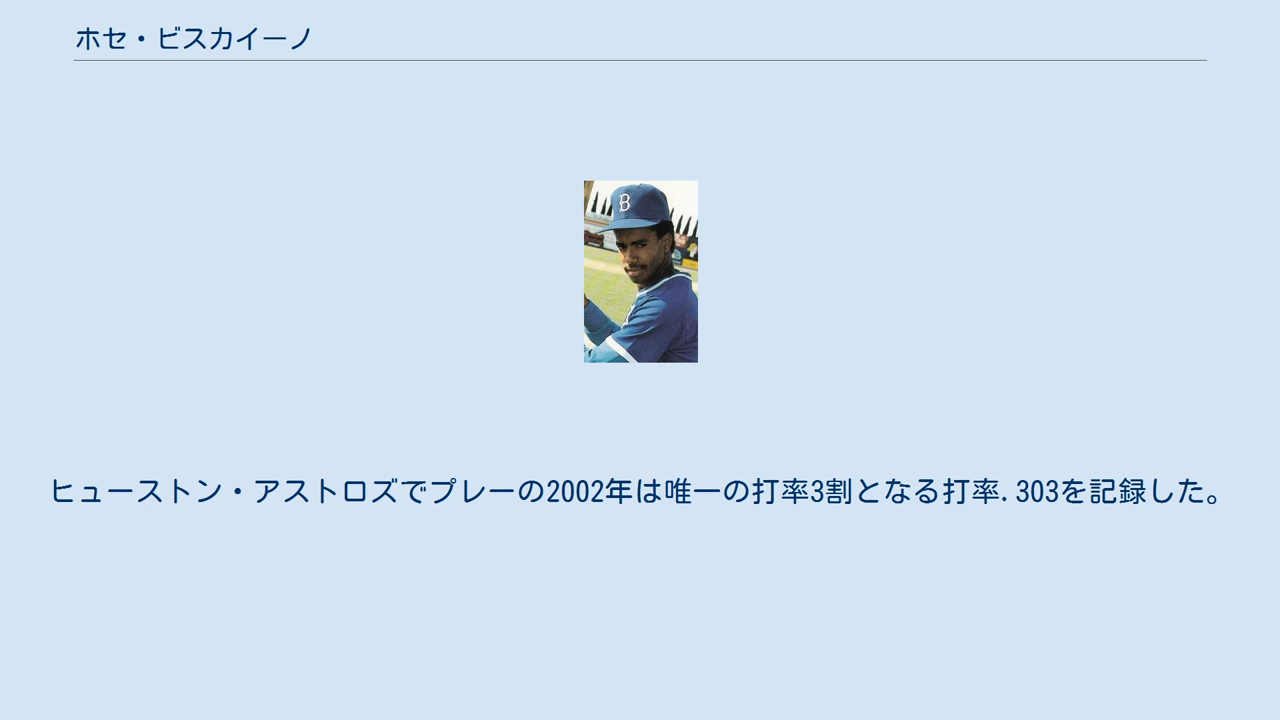 ホセ・ビスカイーノ
B
ヒューストン・アストロズでプレーの2002年は唯一の打率3割となる打率.303を記録した。